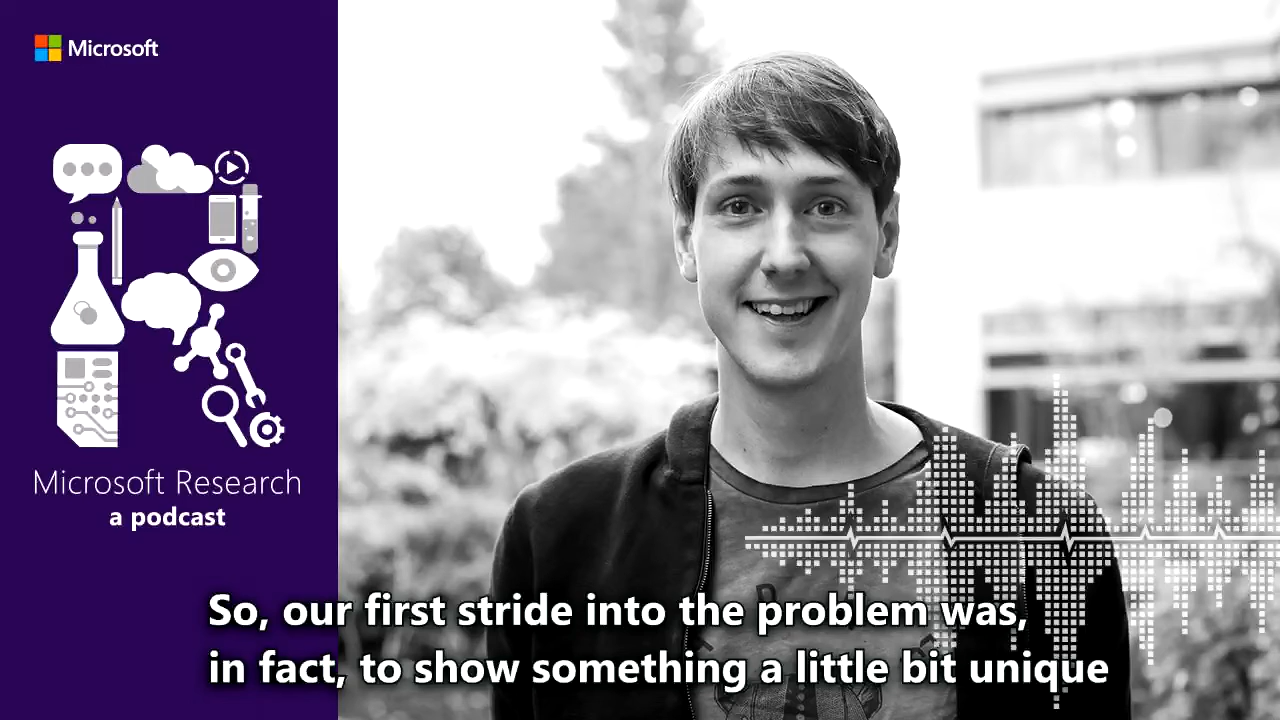 Microsoft
Microsoft Research
a podcast
So, our first stride into the problem was,
in fact, to show something a little bit unique